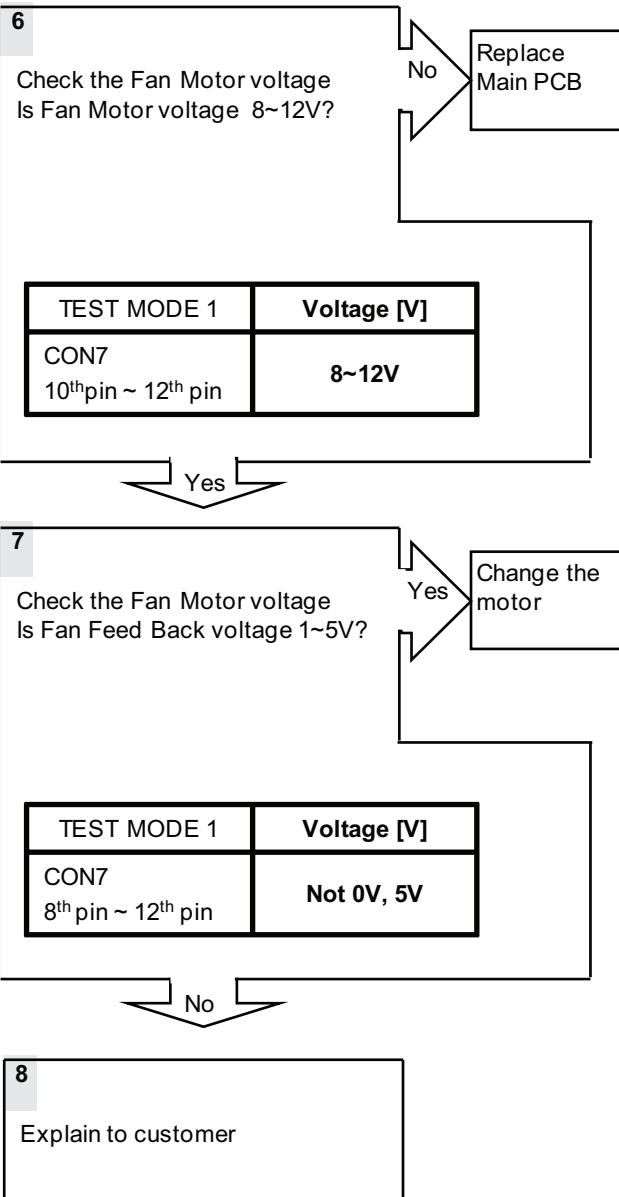 6
Check the Fan Motor voltage
Is Fan Motor voltage 8~12V?
No
Replace
Main PCB
TEST MODE 1
Voltage [V]
CON7
10thpin ~ 12th pin
8~12V
Yes
7
Check the Fan Motor voltage
Is Fan Feed Back voltage 1~5V?
Yes
Change the
motor
TEST MODE 1
Voltage [V]
CON7
8th pin ~ 12th pin
Not 0V, 5V
No
8
Explain to customer